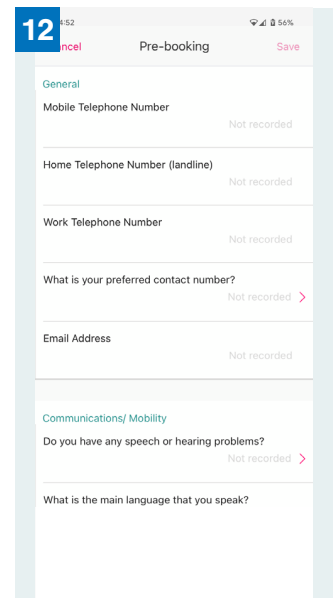 12
4:52
56%
Cancel Pre-booking Save
General
Mobile Telephone Number
Not recorded
Home Telephone Number (landline)
Not recorded
Work Telephone Number
Not recorded
What is your preferred contact number?
Not recorded
Email Address
Not recorded
Communications/ Mobility
Do you have any speech or hearing problems?
Not recorded
What is the main language that you speak?